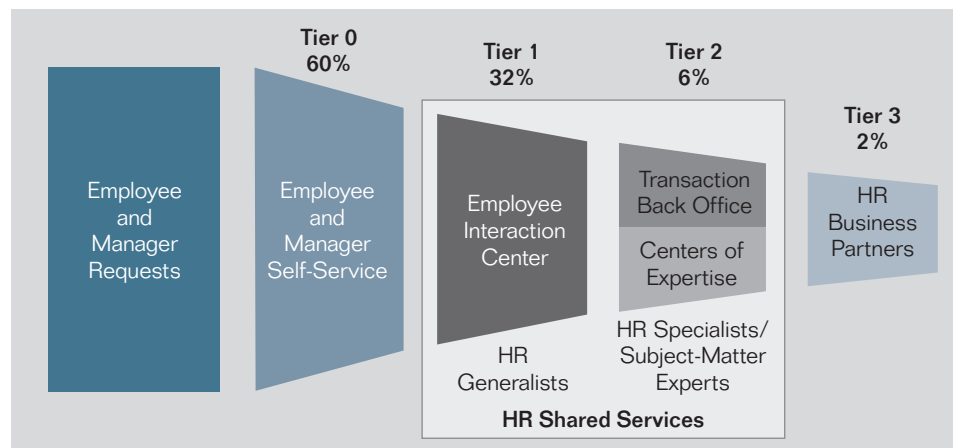 Employee
and
Manager
Requests
Tier 0
60%
Employee
and
Manager
Self-Service
Tier 1
32%
Employee
Interaction
Center
HR
Generalists
Tier 2
6%
Transaction
Back Office
Centers of
Expertise
HR Specialists/
Subject-Matter
Experts
HR Shared Services
Tier 3
2%
HR
Business
Partners